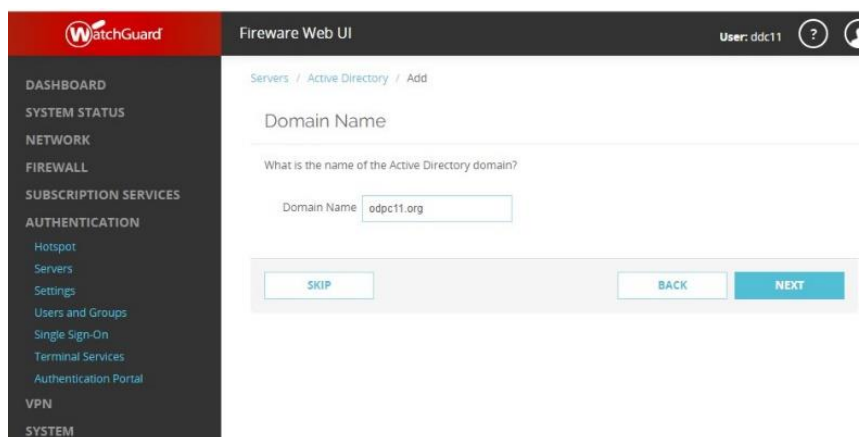 WatchGuard
Fireware Web UI
User: ddc11
?
DASHBOARD
SYSTEM STATUS
NETWORK
FIREWALL
SUBSCRIPTION SERVICES
AUTHENTICATION
Hotspot
Servers
Settings
Users and Groups
Single Sign-On
Terminal Services
Authentication Portal
VPN
SYSTEM
Servers / Active Directory / Add
Domain Name
What is the name of the Active Directory domain?
Domain Name odpc11.org
SKIP BACK NEXT